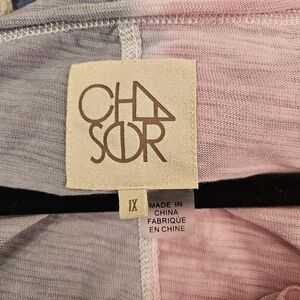 CHA
SER
1X
MADE IN
CHINA
FABRIQUE
EN CHINE